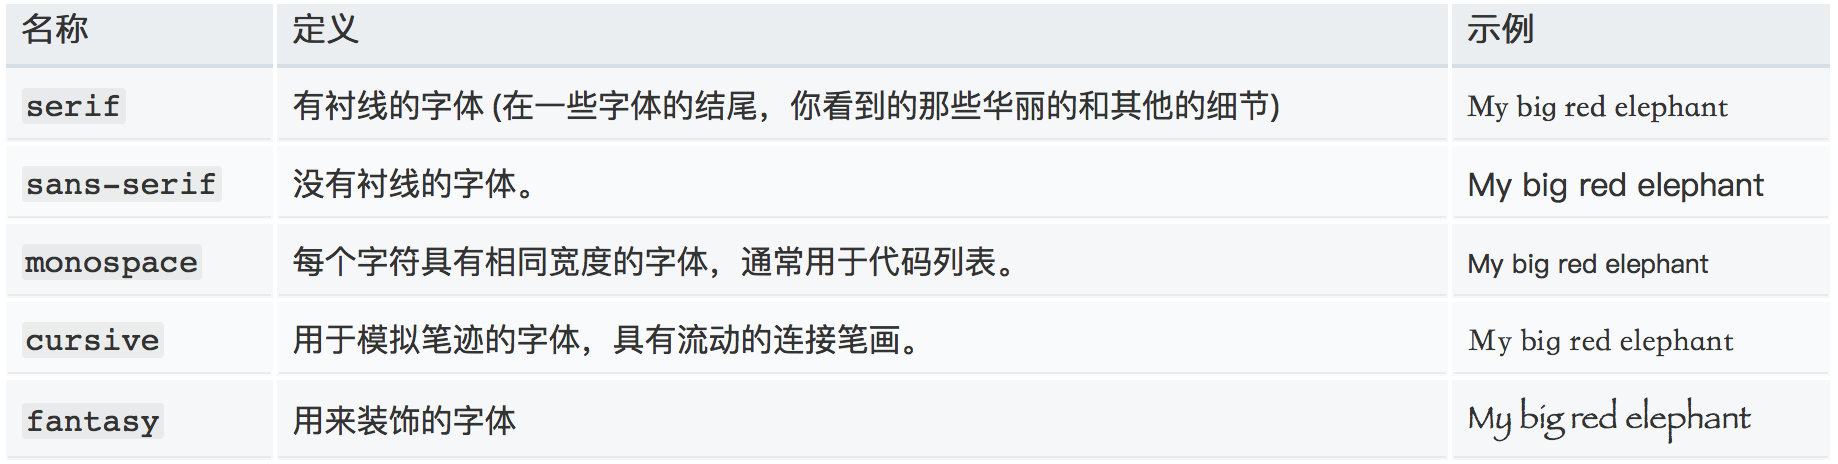 名称 定义 示例
serif 有衬线的字体 (在一些字体的结尾，你看到的那些华丽的和其他的细节) My big red elephant
sans-serif 没有衬线的字体。 My big red elephant
monospace 每个字符具有相同宽度的字体，通常用于代码列表。 My big red elephant
cursive 用于模拟笔迹的字体，具有流动的连接笔画。 My big red elephant
fantasy 用来装饰的字体 My big red elephant